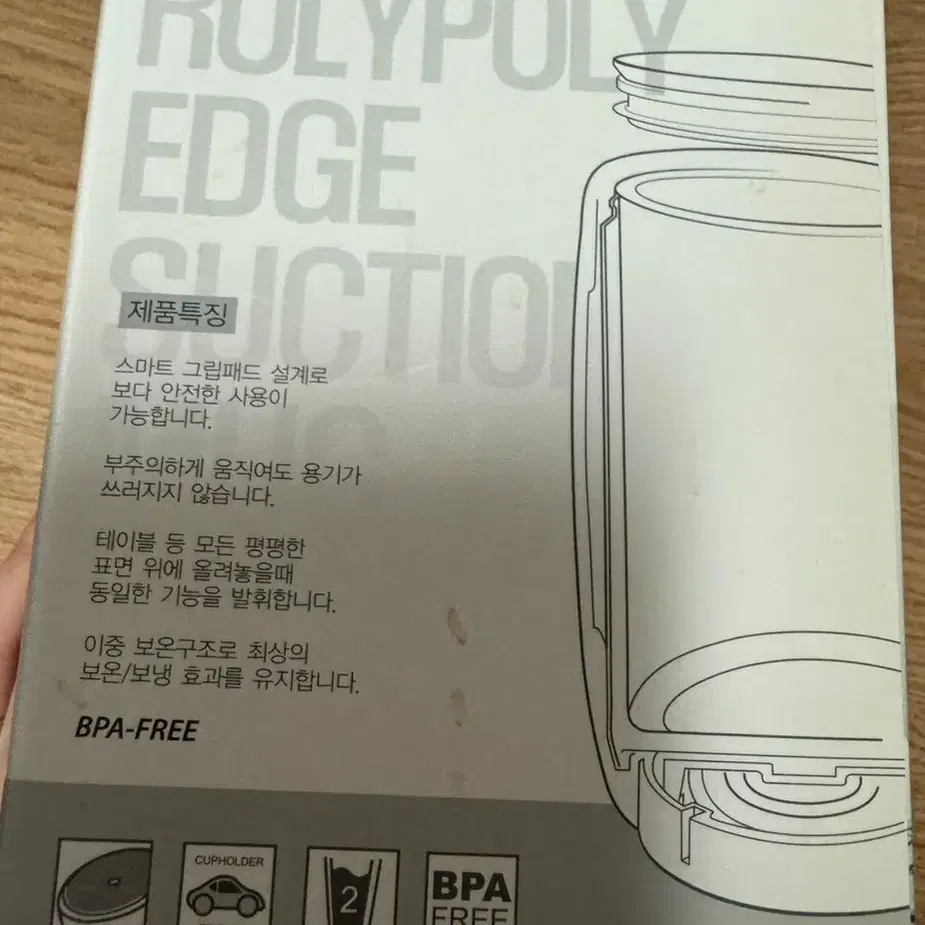 ROLYPOLY
EDGE
SUCTION
제품특징
스마트 그립패드 설계로
보다 안전한 사용이
가능합니다.
부주의하게 움직여도 용기가
쓰러지지 않습니다.
테이블 등 모든 평평한
표면 위에 올려놓을때
동일한 기능을 발휘합니다.
이중 보온구조로 최상의
보온/보냉 효과를 유지합니다.
BPA-FREE
CUPHOLDER
2
BPA
FREE